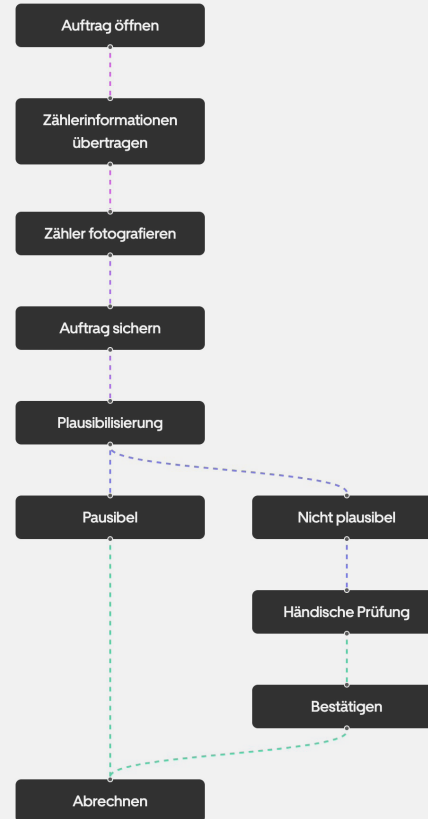 Auftrag öffnen
Zählerinformationen
übertragen
Zähler fotografieren
Auftrag sichern
Plausibilisierung
Pausibel
Nicht plausibel
Händische Prüfung
Bestätigen
Abrechnen